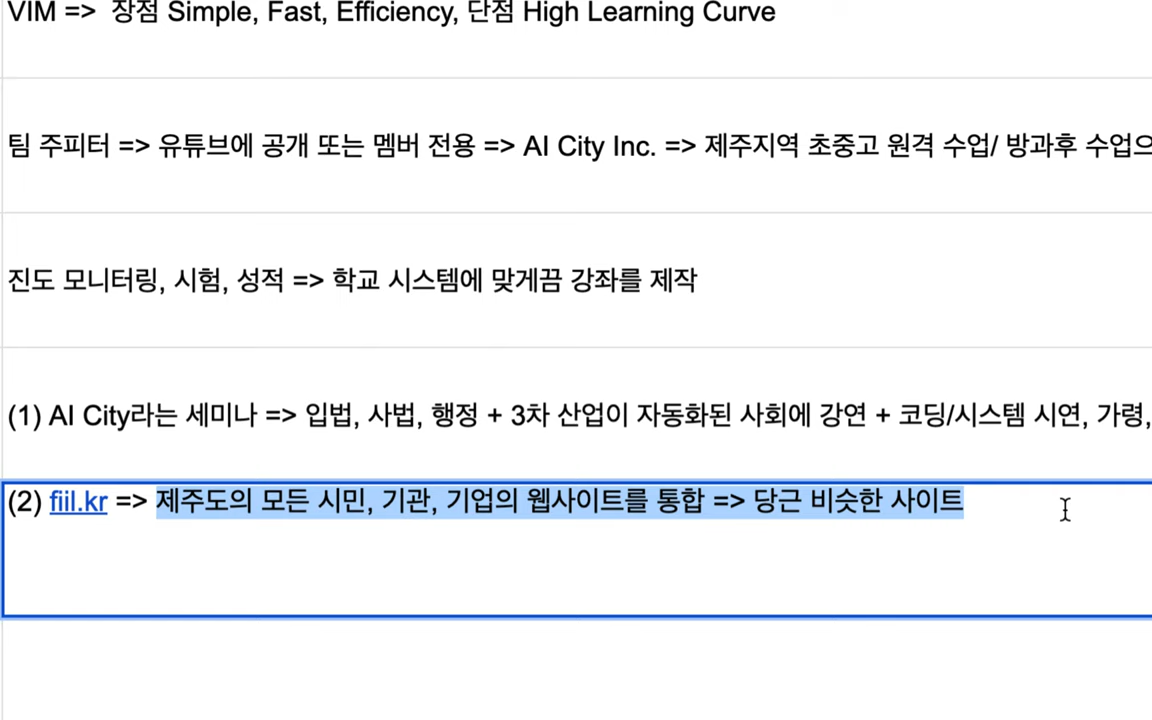 VIM => 장점 Simple, Fast, Efficiency, 단점 High Learning Curve
팀 주피터 => 유튜브에 공개 또는 멤버 전용 => AI City Inc. => 제주지역 초중고 원격 수업/ 방과후 수업으
진도 모니터링, 시험, 성적 => 학교 시스템에 맞게끔 강좌를 제작
(1) AI City라는 세미나 => 입법, 사법, 행정 + 3차 산업이 자동화된 사회에 강연 + 코딩/시스템 시연, 가령,
(2) fiil.kr => 제주도의 모든 시민, 기관, 기업의 웹사이트를 통합 => 당근 비슷한 사이트